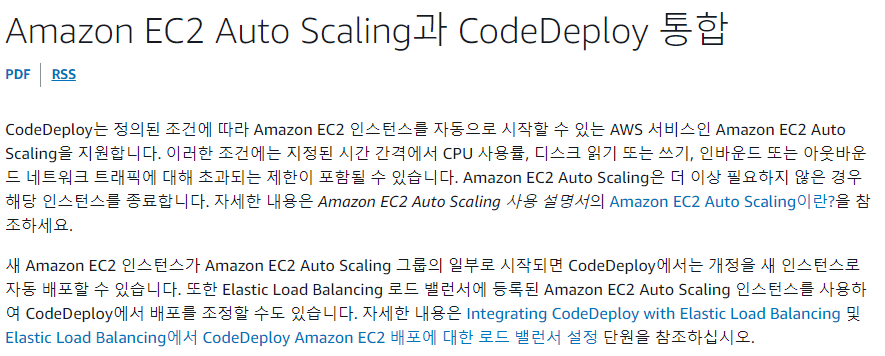 Amazon EC2 Auto Scaling과 CodeDeploy 통합
PDF RSS
CodeDeploy는 정의된 조건에 따라 Amazon EC2 인스턴스를 자동으로 시작할 수 있는 AWS 서비스인 Amazon EC2 Auto
Scaling을 지원합니다. 이러한 조건에는 지정된 시간 간격에서 CPU 사용률, 디스크 읽기 또는 쓰기, 인바운드 또는 아웃바운
드 네트워크 트래픽에 대해 초과되는 제한이 포함될 수 있습니다. Amazon EC2 Auto Scaling은 더 이상 필요하지 않은 경우
해당 인스턴스를 종료합니다. 자세한 내용은 Amazon EC2 Auto Scaling 사용 설명서의 Amazon EC2 Auto Scaling이란?을 참
조하세요.
새 Amazon EC2 인스턴스가 Amazon EC2 Auto Scaling 그룹의 일부로 시작되면 CodeDeploy에서는 개정을 새 인스턴스로
자동 배포할 수 있습니다. 또한 Elastic Load Balancing 로드 밸런서에 등록된 Amazon EC2 Auto Scaling 인스턴스를 사용하
여 CodeDeploy에서 배포를 조정할 수도 있습니다. 자세한 내용은 Integrating CodeDeploy with Elastic Load Balancing 및
Elastic Load Balancing에서 CodeDeploy Amazon EC2 배포에 대한 로드 밸런서 설정 단원을 참조하십시오.